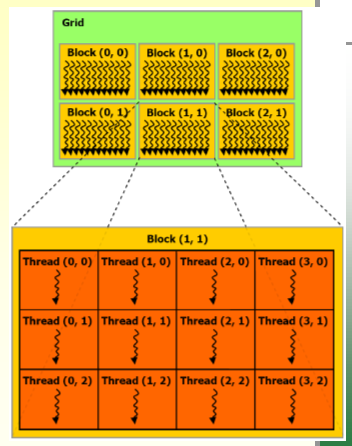 Grid
Block (0, 0) Block (1, 0) Block (2, 0)
Block (0, 1) Block (1, 1) Block (2, 1)
Block (1, 1)
Thread (0, 0) Thread (1, 0) Thread (2, 0) Thread (3, 0)
Thread (0, 1) Thread (1, 1) Thread (2, 1) Thread (3, 1)
Thread (0, 2) Thread (1, 2) Thread (2, 2) Thread (3, 2)